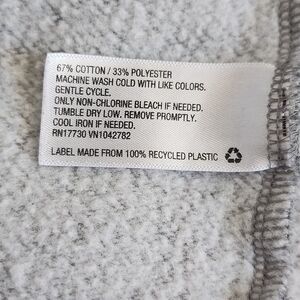 67% COTTON / 33% POLYESTER
MACHINE WASH COLD WITH LIKE COLORS.
GENTLE CYCLE.
ONLY NON-CHLORINE BLEACH IF NEEDED.
TUMBLE DRY LOW. REMOVE PROMPTLY.
COOL IRON IF NEEDED.
RN17730 VN1042782
LABEL MADE FROM 100% RECYCLED PLASTIC